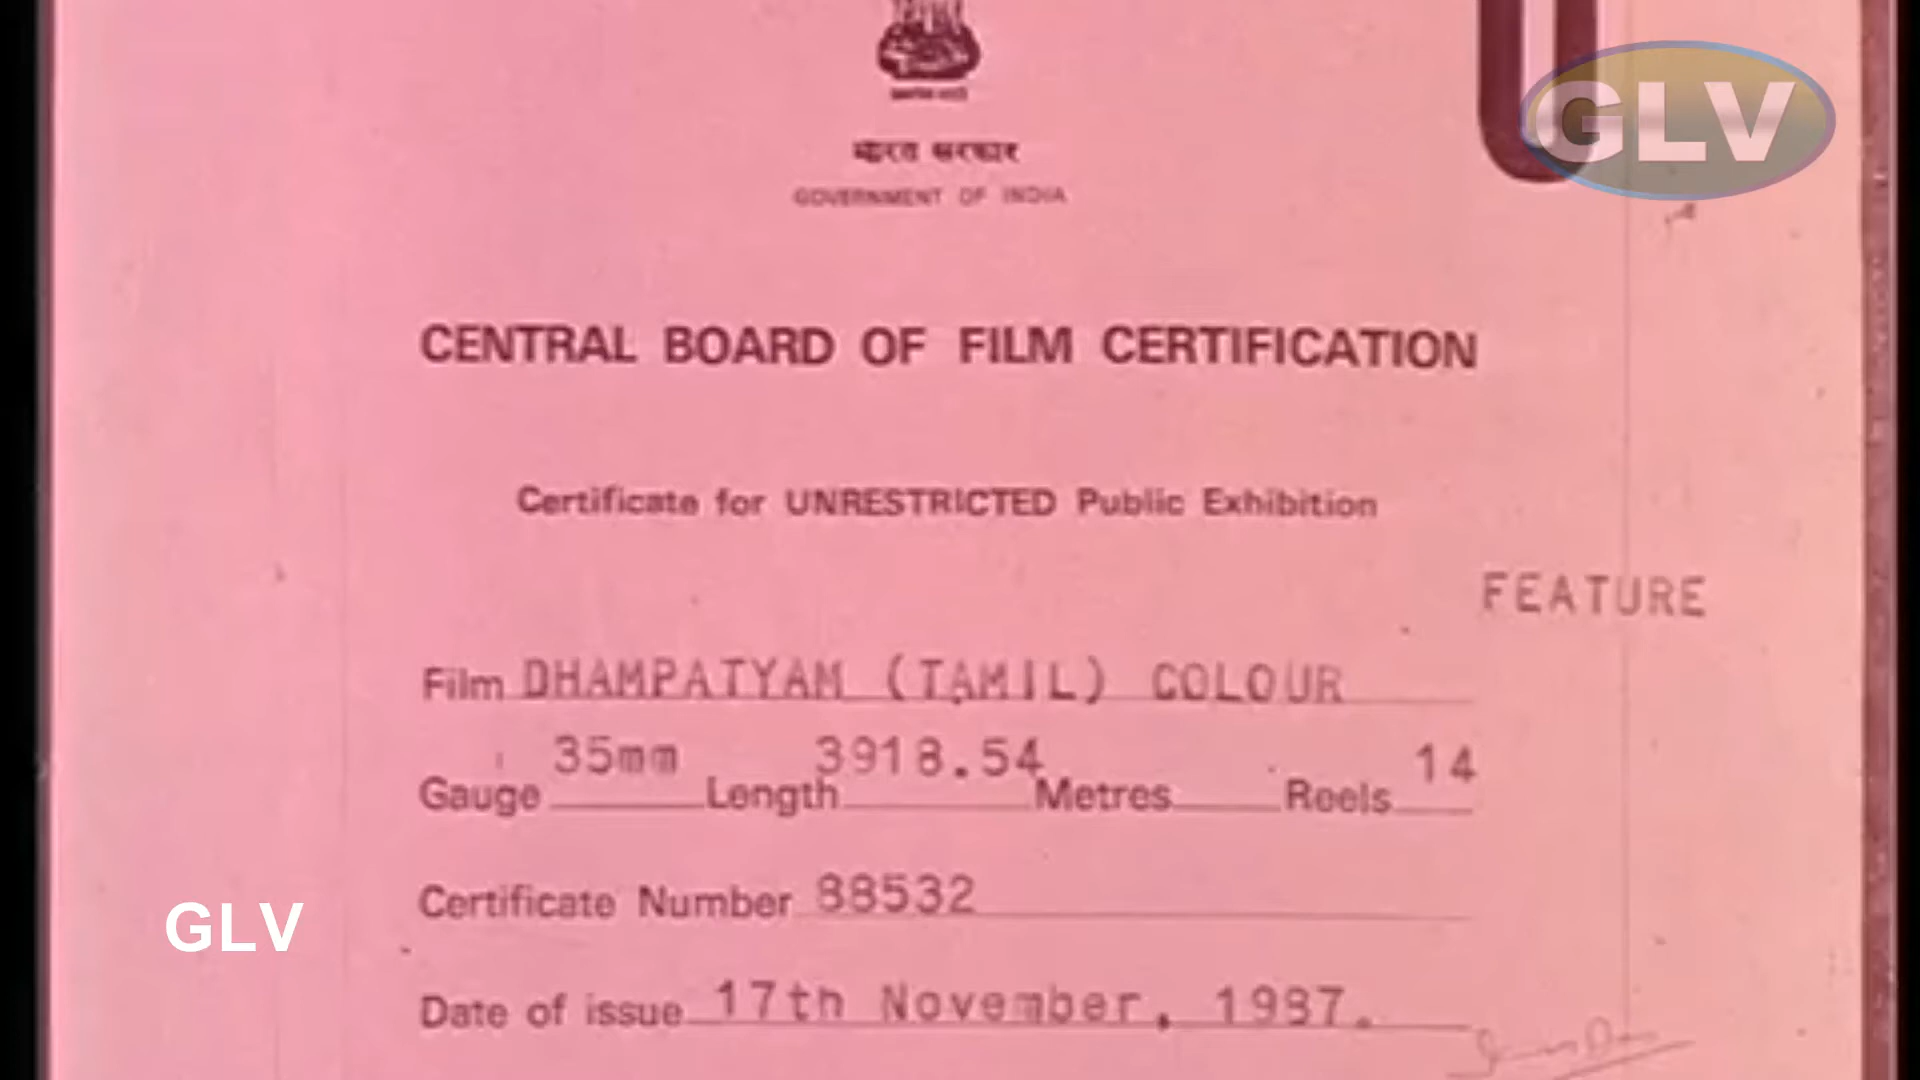 U
GLV
भारत सरकार
GOVERNMENT OF INDIA
CENTRAL BOARD OF FILM CERTIFICATION
Certificate for UNRESTRICTED Public Exhibition
FEATURE
Film DHAMPATYAM (TAMIL) COLOUR
Gauge 35mm Length 3918.54 Metres Reels 14
Certificate Number 88532
GLV
Date of issue 17th November, 1987.